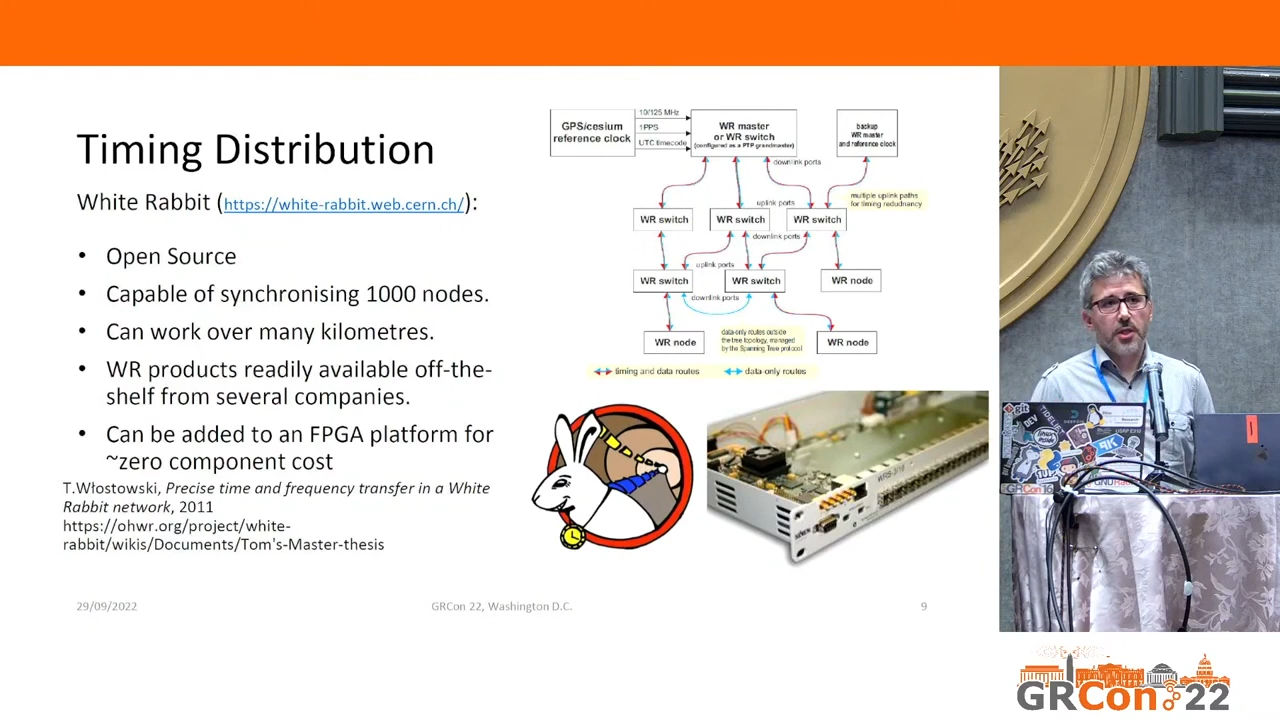 Timing Distribution
White Rabbit (https://white-rabbit.web.cern.ch/):
• Open Source
• Capable of synchronising 1000 nodes.
• Can work over many kilometres.
• WR products readily available off-the-
shelf from several companies.
• Can be added to an FPGA platform for
~zero component cost
T.Włostowski, Precise time and frequency transfer in a White
Rabbit network, 2011
https://ohwr.org/project/white-
rabbit/wikis/Documents/Tom's-Master-thesis
GPS/cesium
reference clock
10/125 MHz
1PPS
UTC timecode
WR master
or WR switch
(configured as a PTP grandmaster)
backup
WR master
and reference clock
downlink ports
multiple uplink paths
for timing redudnancy
uplink ports
WR switch
WR switch
WR switch
downlink ports
uplink ports
WR switch
WR switch
WR node
downlink ports
WR node
data-only routes outside
the tree topology, managed
by the Spanning Tree protocol
WR node
timing and data routes
data-only routes
29/09/2022
GRCon 22, Washington D.C.
9
git
DEV
GRCon 16
GRCon 22